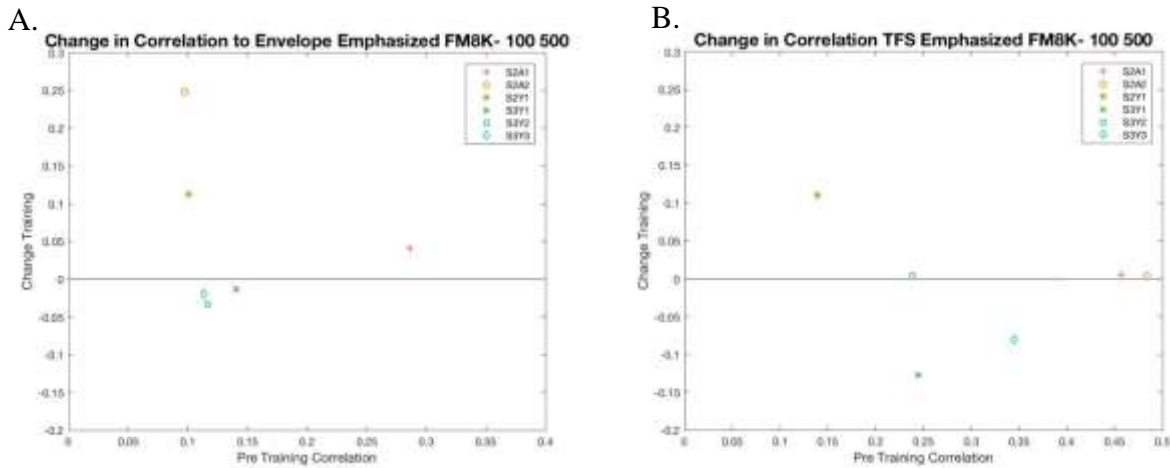 A.
Change in Correlation to Envelope Emphasized FM8K- 100 500
0.3
0.25
0.2
0.15
0.1
0.05
0
-0.05
-0.1
-0.15
-0.2
Change Training
S2A1
S2A2
S2Y1
S3Y1
S3Y2
S3Y3
0 0.05 0.1 0.15 0.2 0.25 0.3 0.35 0.4
Pre Training Correlation
B.
Change in Correlation TFS Emphasized FM8K- 100 500
0.3
0.25
0.2
0.15
0.1
0.05
0
-0.05
-0.1
-0.15
-0.2
Change Training
S2A1
S2A2
S2Y1
S3Y1
S3Y2
S3Y3
0 0.05 0.1 0.15 0.2 0.25 0.3 0.35 0.4 0.45 0.5
Pre Training Correlation